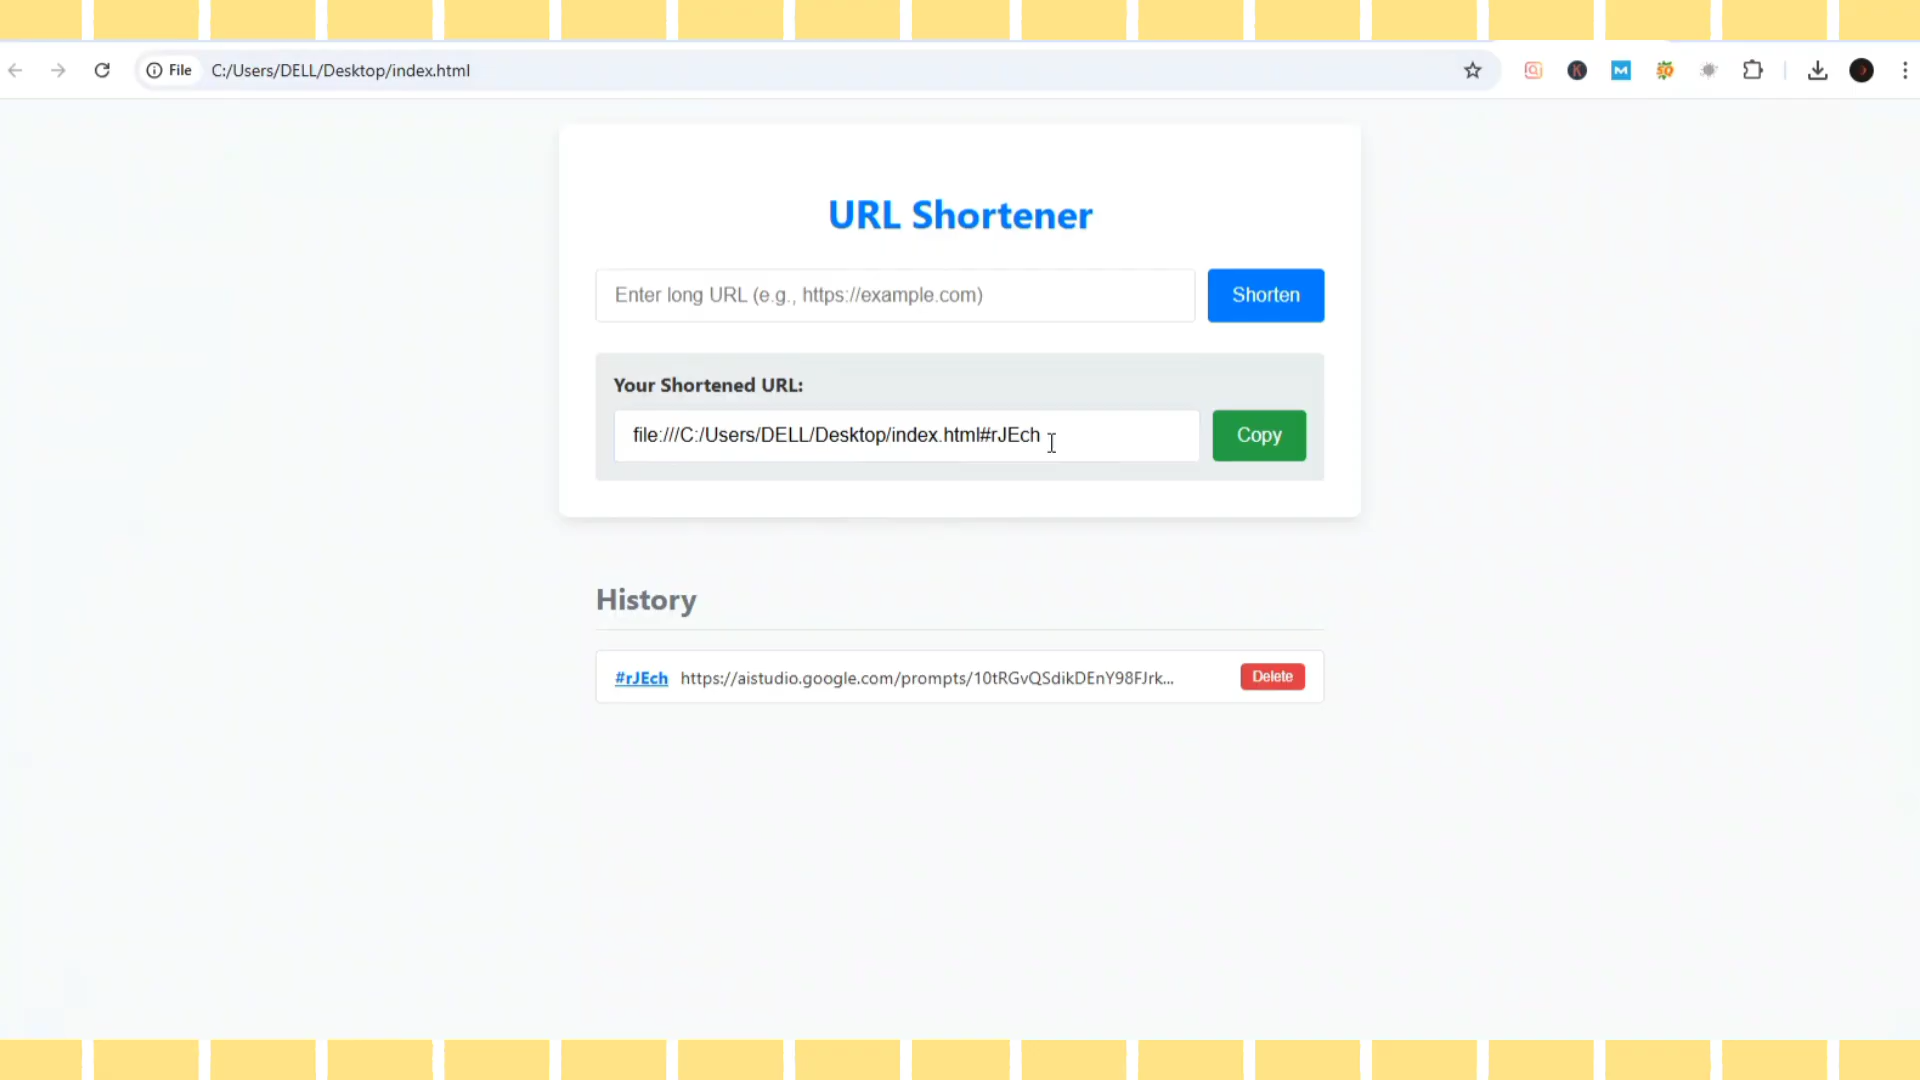 File C:/Users/DELL/Desktop/index.html
URL Shortener
Enter long URL (e.g., https://example.com) Shorten
Your Shortened URL:
file:///C:/Users/DELL/Desktop/index.html#rJEch Copy
History
#rJEch https://aistudio.google.com/prompts/10tRGvQSdikDEnY98FJrk... Delete